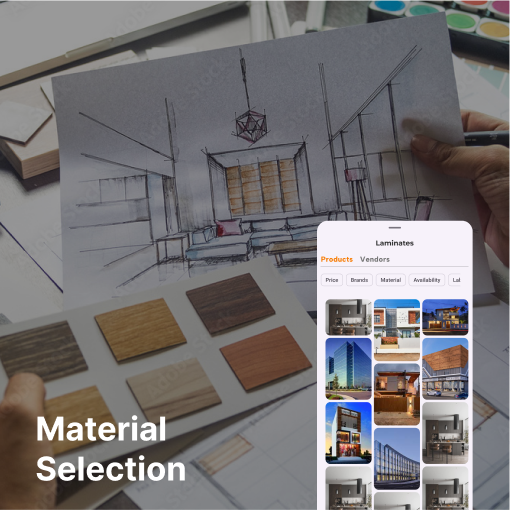 Laminates
Products Vendors
Price Brands Material Availability Lal
Material
Selection